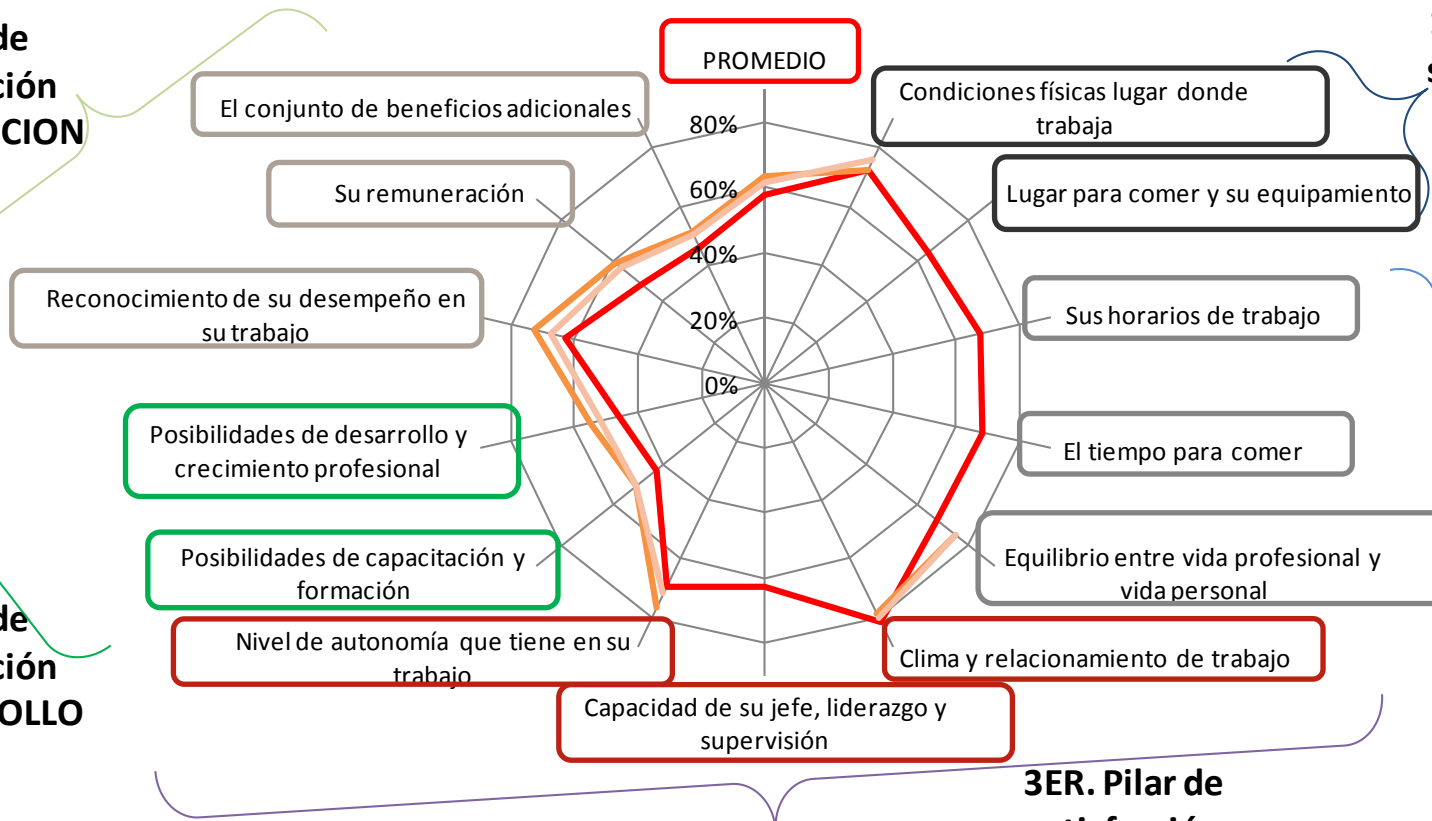 de
ción
CION
PROMEDIO
El conjunto de beneficios adicionales
Condiciones físicas lugar donde
trabaja
Su remuneración
Lugar para comer y su equipamiento
Reconocimiento de su desempeño en
su trabajo
Sus horarios de trabajo
Posibilidades de desarrollo y
crecimiento profesional
El tiempo para comer
Posibilidades de capacitación y
formación
Equilibrio entre vida profesional y
vida personal
Nivel de autonomía que tiene en su
trabajo
Clima y relacionamiento de trabajo
Capacidad de su jefe, liderazgo y
supervisión
80%
60%
40%
20%
0%
de
ción
OLLO
3ER. Pilar de